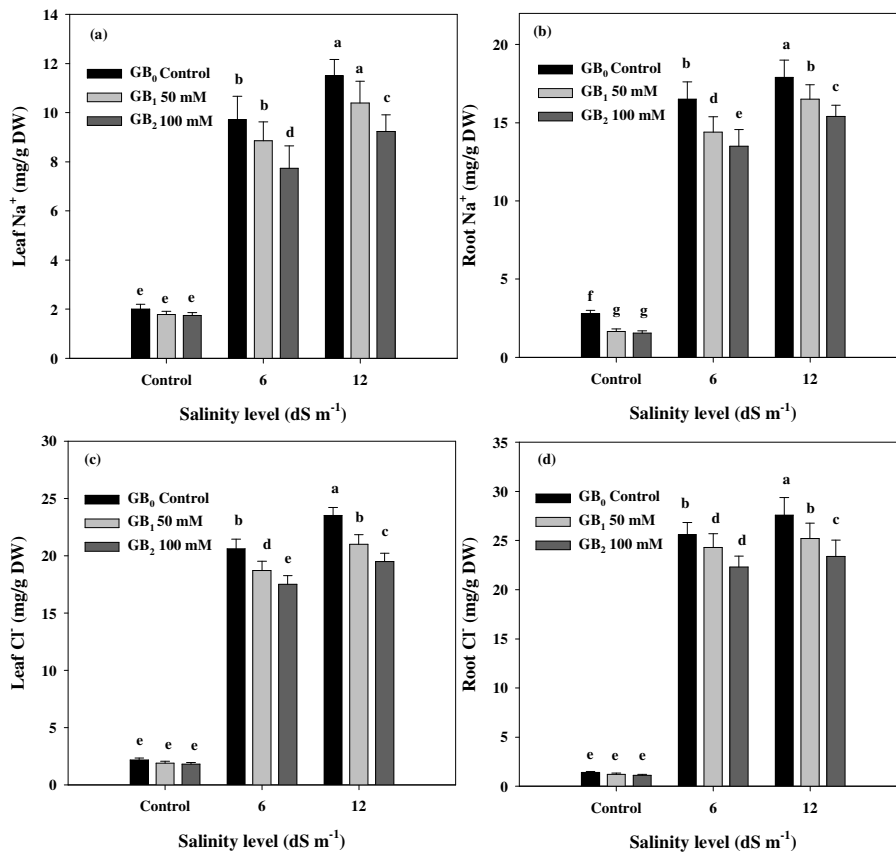 (a)
GB₀ Control
GB₁ 50 mM
GB₂ 100 mM
Leaf Na⁺ (mg/g DW)
14
12
10
8
6
4
2
0
e e e
b b d
a a c
Control 6 12
Salinity level (dS m⁻¹)
(b)
GB₀ Control
GB₁ 50 mM
GB₂ 100 mM
Root Na⁺ (mg/g DW)
20
15
10
5
0
f g g
b d e
a b c
Control 6 12
Salinity level (dS m⁻¹)
(c)
GB₀ Control
GB₁ 50 mM
GB₂ 100 mM
Leaf Cl⁻ (mg/g DW)
30
25
20
15
10
5
0
e e e
b d e
a b c
Control 6 12
Salinity level (dS m⁻¹)
(d)
GB₀ Control
GB₁ 50 mM
GB₂ 100 mM
Root Cl⁻ (mg/g DW)
35
30
25
20
15
10
5
0
e e e
b d d
a b c
Control 6 12
Salinity level (dS m⁻¹)